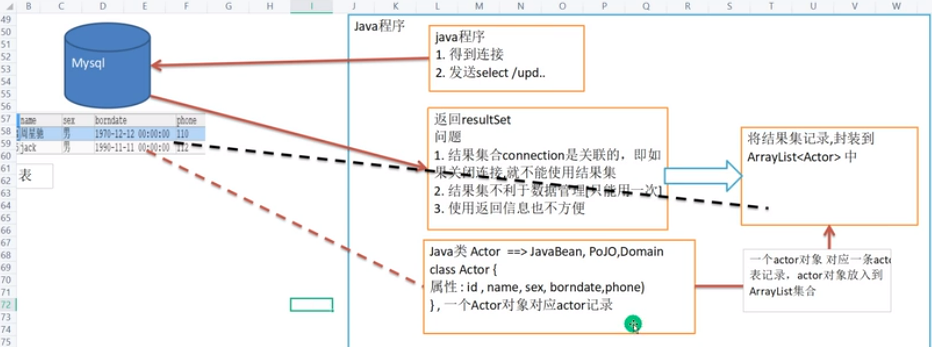 B C D E F G H I J K L M N O P Q R S T U V W
49
50
51
52
53
54
55
56
57
58
59
60
61
62
63
64
65
66
67
68
69
70
71
72
73
74
75
Mysql
name sex borndate phone
周星驰 男 1970-12-12 00:00:00 110
jack 男 1990-11-11 00:00:00 112
表
Java程序
java程序
1. 得到连接
2. 发送select /upd..
返回resultSet
问题
1. 结果集合connection是关联的，即如
果关闭连接,就不能使用结果集
2. 结果集不利于数据管理[只能用一次]
3. 使用返回信息也不方便
将结果集记录,封装到
ArrayList<Actor> 中
Java类 Actor ==> JavaBean, PoJO,Domain
class Actor {
属性 : id , name, sex, borndate,phone)
} , 一个Actor对象对应actor记录
一个actor对象 对应一条acto
表记录，actor对象放入到
ArrayList集合